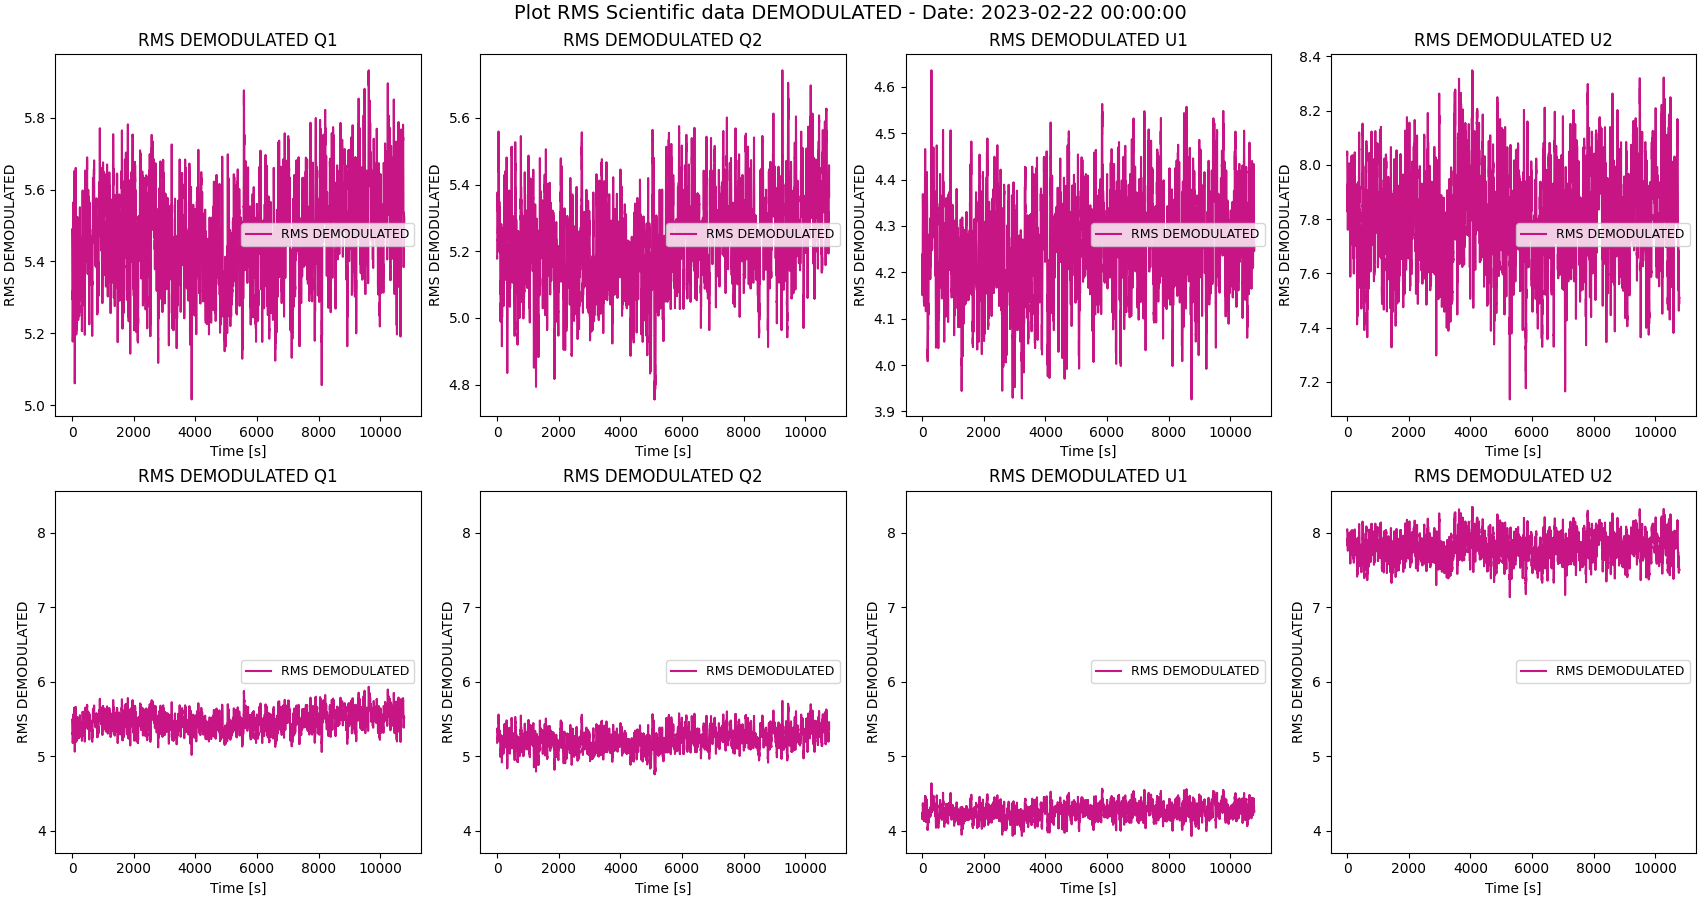 Plot RMS Scientific data DEMODULATED - Date: 2023-02-22 00:00:00
RMS DEMODULATED Q1
RMS DEMODULATED
5.8
5.6
5.4
5.2
5.0
RMS DEMODULATED
0 2000 4000 6000 8000 10000
Time [s]
RMS DEMODULATED Q2
RMS DEMODULATED
5.6
5.4
5.2
5.0
4.8
RMS DEMODULATED
0 2000 4000 6000 8000 10000
Time [s]
RMS DEMODULATED U1
RMS DEMODULATED
4.6
4.5
4.4
4.3
4.2
4.1
4.0
3.9
RMS DEMODULATED
0 2000 4000 6000 8000 10000
Time [s]
RMS DEMODULATED U2
RMS DEMODULATED
8.4
8.2
8.0
7.8
7.6
7.4
7.2
RMS DEMODULATED
0 2000 4000 6000 8000 10000
Time [s]
RMS DEMODULATED Q1
RMS DEMODULATED
8
7
6
5
4
RMS DEMODULATED
0 2000 4000 6000 8000 10000
Time [s]
RMS DEMODULATED Q2
RMS DEMODULATED
8
7
6
5
4
RMS DEMODULATED
0 2000 4000 6000 8000 10000
Time [s]
RMS DEMODULATED U1
RMS DEMODULATED
8
7
6
5
4
RMS DEMODULATED
0 2000 4000 6000 8000 10000
Time [s]
RMS DEMODULATED U2
RMS DEMODULATED
8
7
6
5
4
RMS DEMODULATED
0 2000 4000 6000 8000 10000
Time [s]